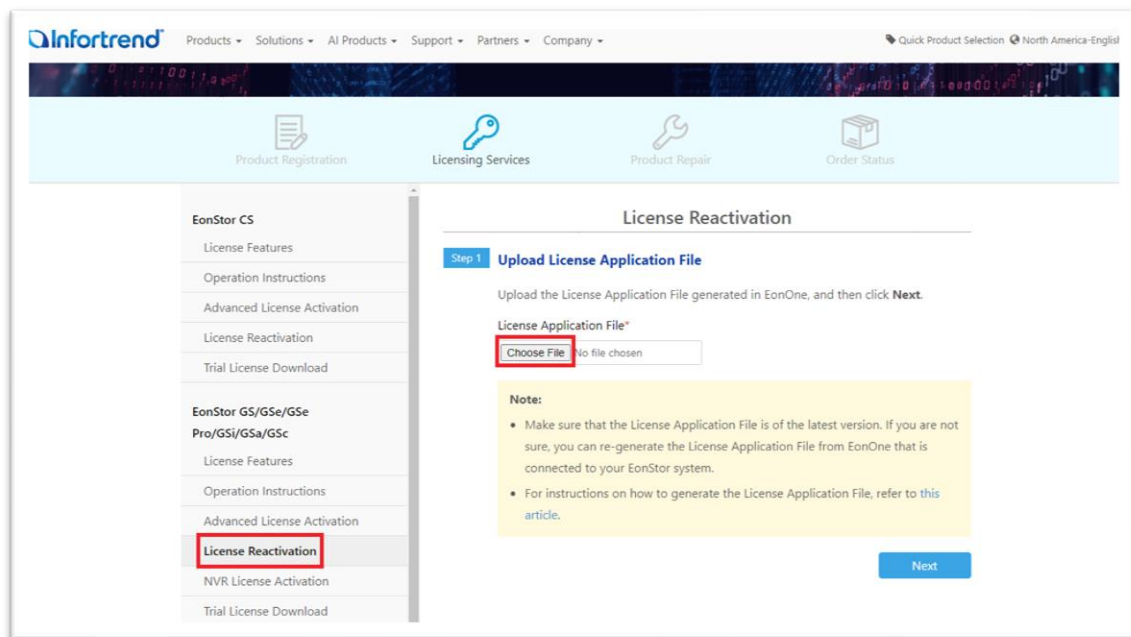 Infortrend
Products Solutions AI Products Support Partners Company
Quick Product Selection North America-English
Product Registration
Licensing Services
Product Repair
Order Status
EonStor CS
License Features
Operation Instructions
Advanced License Activation
License Reactivation
Trial License Download
EonStor GS/GSe/GSe
Pro/GSi/GSa/GSc
License Features
Operation Instructions
Advanced License Activation
License Reactivation
NVR License Activation
Trial License Download
License Reactivation
Step 1 Upload License Application File
Upload the License Application File generated in EonOne, and then click Next.
License Application File*
Choose File No file chosen
Note:
• Make sure that the License Application File is of the latest version. If you are not
sure, you can re-generate the License Application File from EonOne that is
connected to your EonStor system.
• For instructions on how to generate the License Application File, refer to this
article.
Next